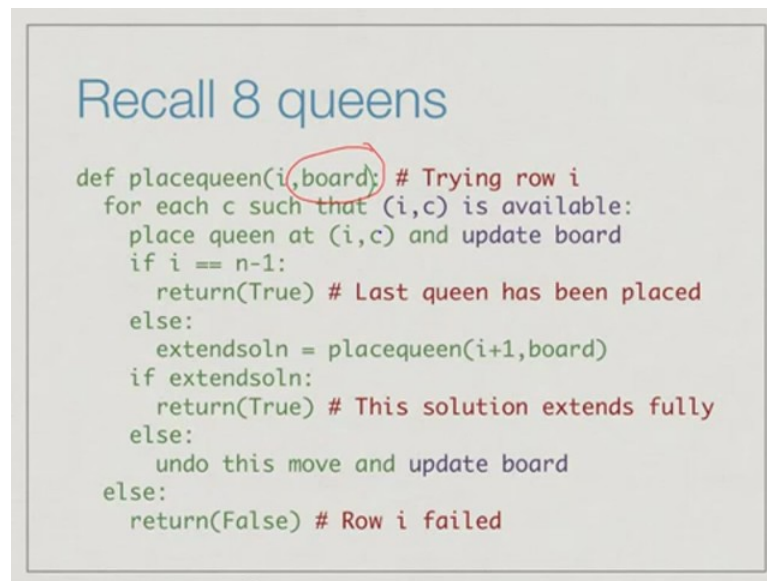 Recall 8 queens
def placequeen(i,board): # Trying row i
for each c such that (i,c) is available:
place queen at (i,c) and update board
if i == n-1:
return(True) # Last queen has been placed
else:
extendsoln = placequeen(i+1,board)
if extendsoln:
return(True) # This solution extends fully
else:
undo this move and update board
else:
return(False) # Row i failed